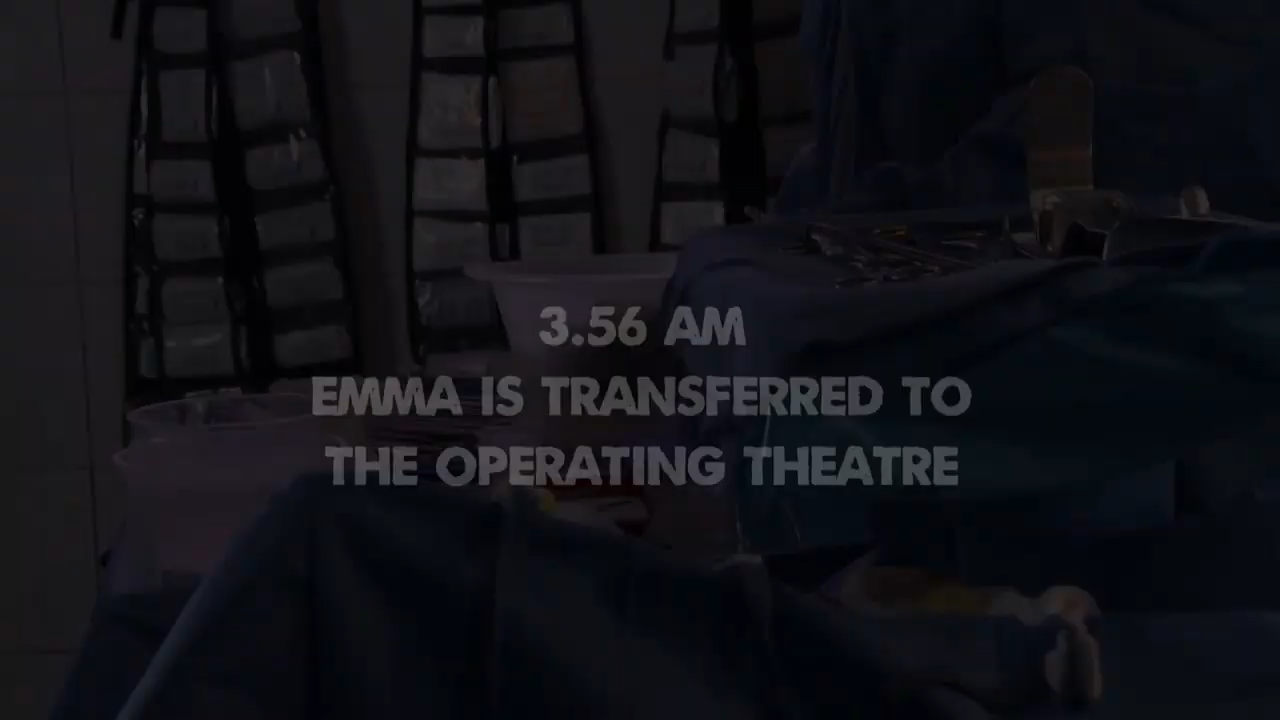 3.56 AM
EMMA IS TRANSFERRED TO
THE OPERATING THEATRE